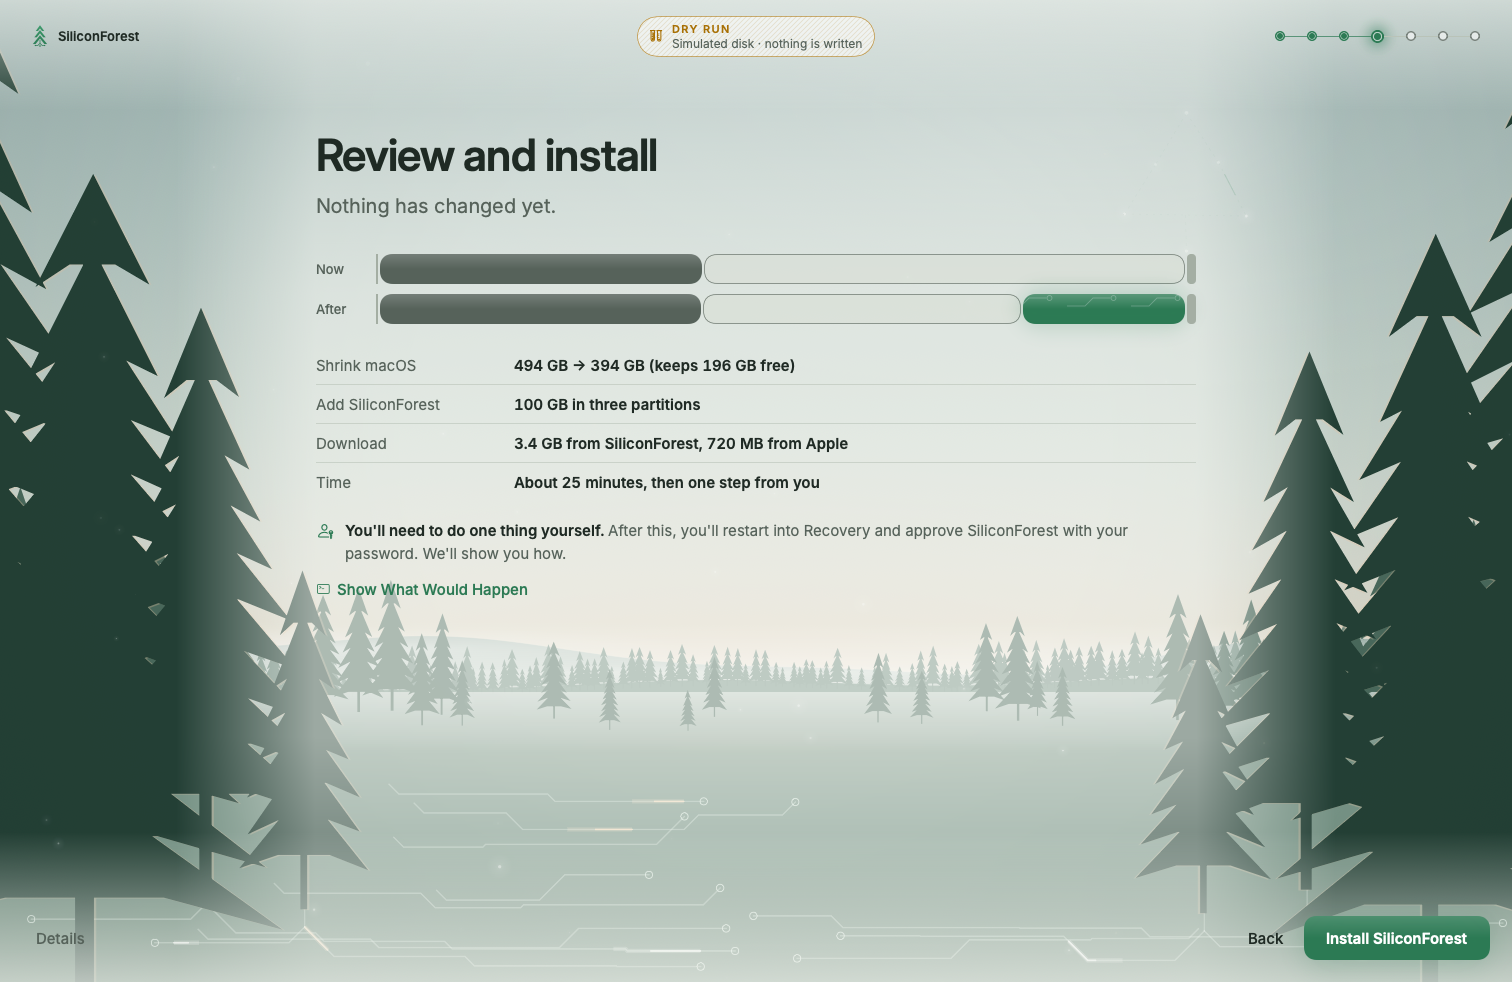 SiliconForest
DRY RUN
Simulated disk · nothing is written
Review and install
Nothing has changed yet.
Now
After
Shrink macOS
494 GB → 394 GB (keeps 196 GB free)
Add SiliconForest
100 GB in three partitions
Download
3.4 GB from SiliconForest, 720 MB from Apple
Time
About 25 minutes, then one step from you
You'll need to do one thing yourself. After this, you'll restart into Recovery and approve SiliconForest with your
password. We'll show you how.
Show What Would Happen
Details
Back
Install SiliconForest